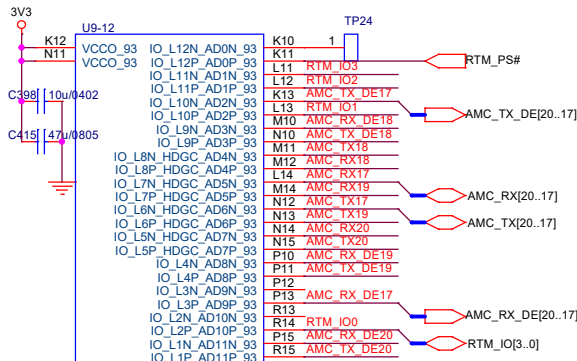 3V3
U9-12
TP24
K12 VCCO_93 IO_L12N_AD0N_93 K10 1
N11 VCCO_93 IO_L12P_AD0P_93 K11 RTM_PS#
IO_L11N_AD1N_93 L11 RTM_IO3
IO_L11P_AD1P_93 L12 RTM_IO2
C398 10u/0402 IO_L10N_AD2N_93 K13 AMC_TX_DE17
IO_L10P_AD2P_93 L13 RTM_IO1 AMC_TX_DE[20..17]
IO_L9N_AD3N_93 M10 AMC_RX_DE18
C415 47u/0805 IO_L9P_AD3P_93 N10 AMC_TX_DE18
IO_L8N_HDGC_AD4N_93 M11 AMC_TX18
IO_L8P_HDGC_AD4P_93 M12 AMC_RX18
IO_L7N_HDGC_AD5N_93 L14 AMC_RX17
IO_L7P_HDGC_AD5P_93 M14 AMC_RX19 AMC_RX[20..17]
IO_L6N_HDGC_AD6N_93 N12 AMC_TX17
IO_L6P_HDGC_AD6P_93 N13 AMC_TX19 AMC_TX[20..17]
IO_L5N_HDGC_AD7N_93 N14 AMC_RX20
IO_L5P_HDGC_AD7P_93 N15 AMC_TX20
IO_L4N_AD8N_93 P10 AMC_RX_DE19
IO_L4P_AD8P_93 P11 AMC_TX_DE19
IO_L3N_AD9N_93 P12
IO_L3P_AD9P_93 P13 AMC_RX_DE17
IO_L2N_AD10N_93 R13 AMC_RX_DE[20..17]
IO_L2P_AD10P_93 R14 RTM_IO0
IO_L1N_AD11N_93 P15 AMC_RX_DE20 RTM_IO[3..0]
IO_L1P_AD11P_93 R15 AMC_TX_DE20